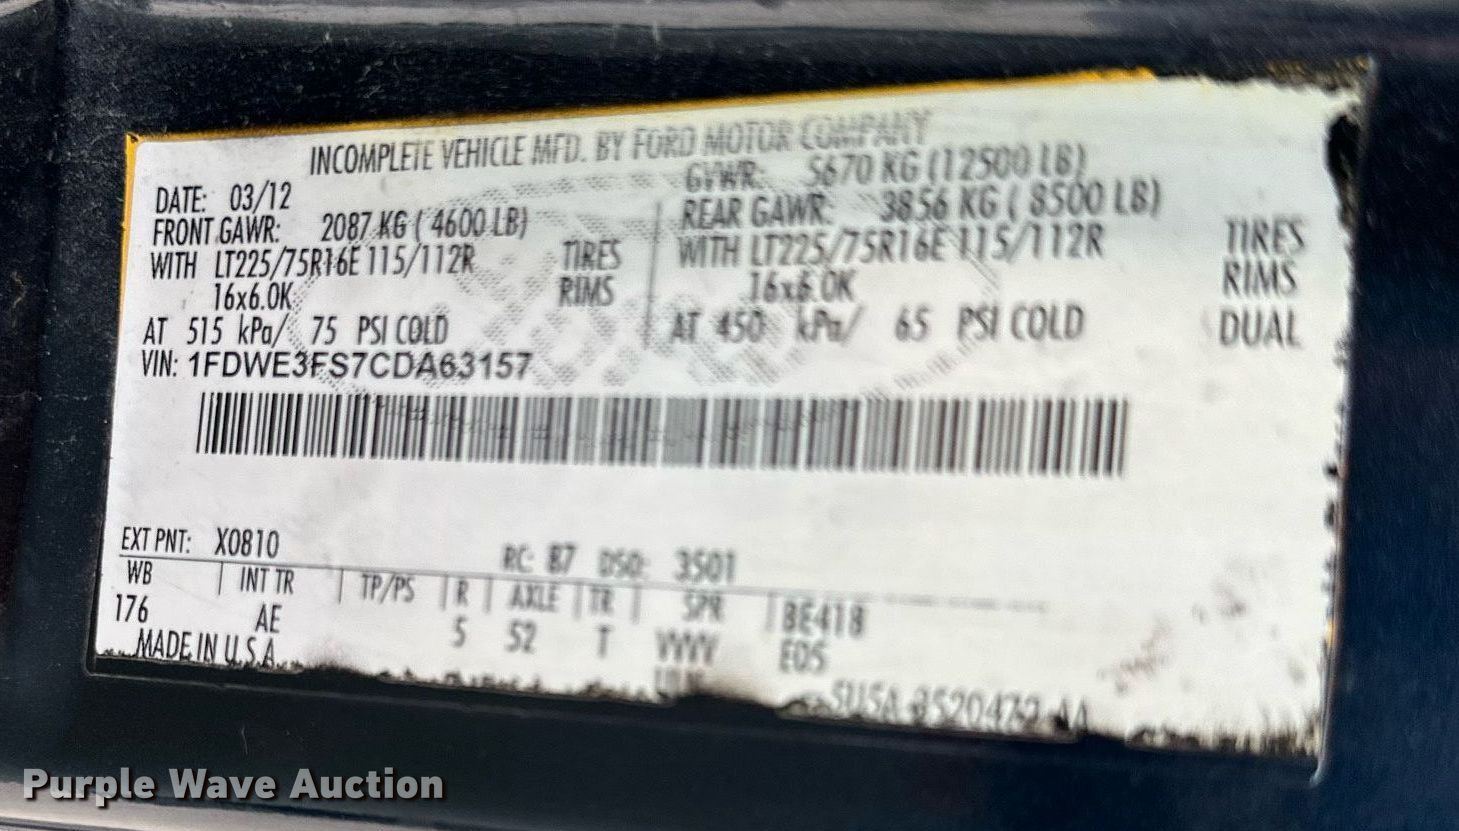 INCOMPLETE VEHICLE MFD. BY FORD MOTOR COMPANY
DATE: 03/12
GVWR: 5670 KG (12500 LB)
FRONT GAWR: 2087 KG ( 4600 LB)
REAR GAWR: 3856 KG ( 8500 LB)
WITH LT225/75R16E 115/112R TIRES
WITH LT225/75R16E 115/112R TIRES
16x6.0K RIMS
16x6.0K RIMS
AT 515 kPa/ 75 PSI COLD
AT 450 kPa/ 65 PSI COLD DUAL
VIN: 1FDWE3FS7CDA63157
EXT PNT: X0810
RC: 87 DSO: 3501
WB INT TR TP/PS R AXLE TR SPR BE418
176 AE 5 52 T VVVV E05
MADE IN U.S.A.
Purple Wave Auction